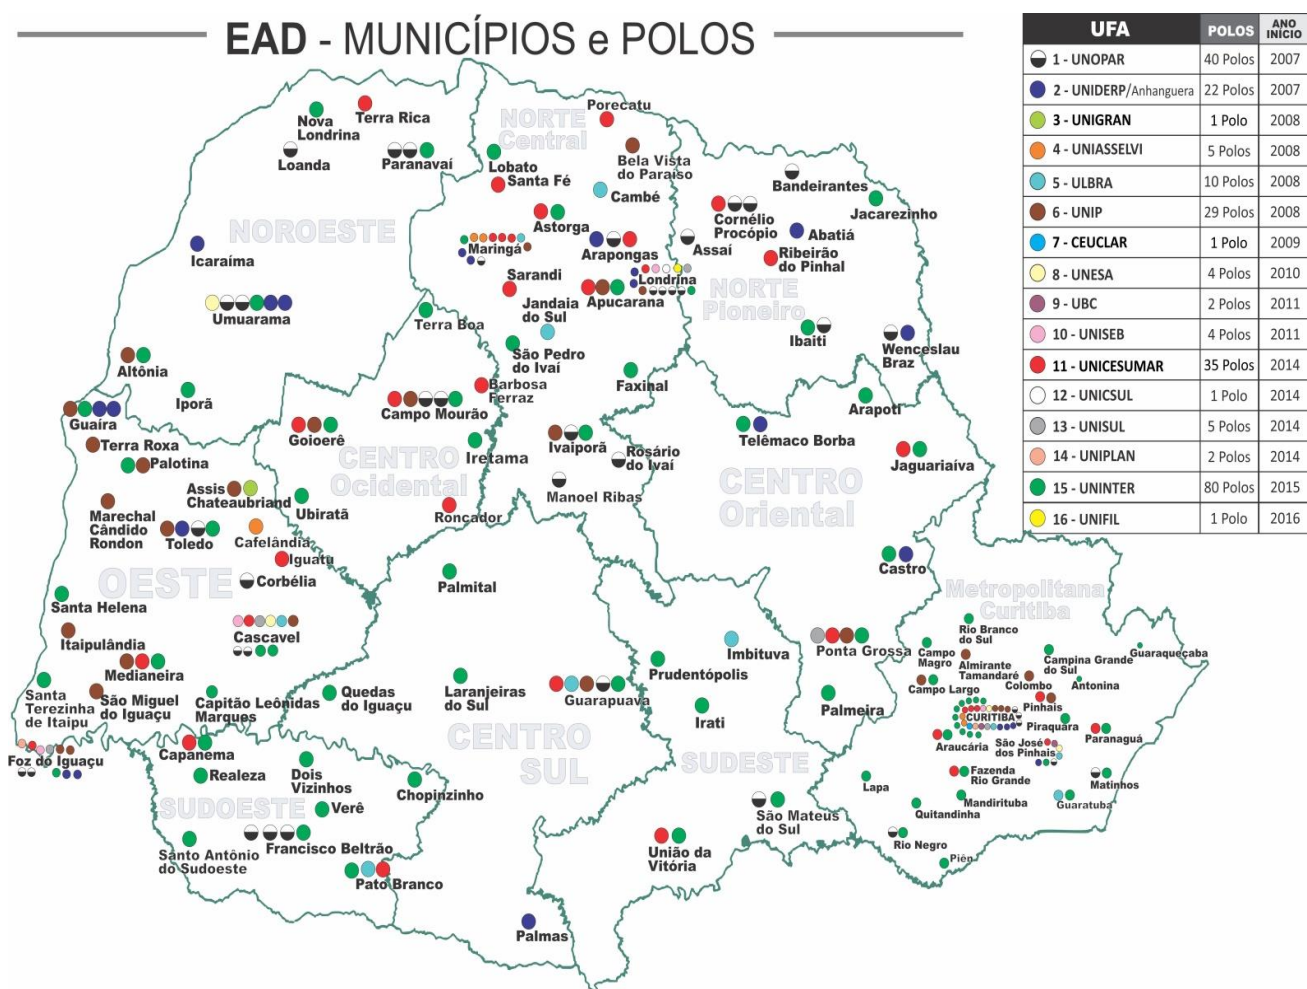 EAD - MUNICÍPIOS e POLOS
UFA POLOS ANO INÍCIO
1 - UNOPAR 40 Polos 2007
2 - UNIDERP/Anhanguera 22 Polos 2007
3 - UNIGRAN 1 Polo 2008
4 - UNIASSELVI 5 Polos 2008
5 - ULBRA 10 Polos 2008
6 - UNIP 29 Polos 2008
7 - CEUCLAR 1 Polo 2009
8 - UNESA 4 Polos 2010
9 - UBC 2 Polos 2011
10 - UNISEB 4 Polos 2011
11 - UNICESUMAR 35 Polos 2014
12 - UNICSUL 1 Polo 2014
13 - UNISUL 5 Polos 2014
14 - UNIPLAN 2 Polos 2014
15 - UNINTER 80 Polos 2015
16 - UNIFIL 1 Polo 2016
NOROESTE
Nova
Londrina
Terra Rica
Loanda
Paranavaí
Icaraíma
Umuarama
Altônia
Iporã
NORTE
Central
Porecatu
Lobato
Santa Fé
Bela Vista
do Paraíso
Cambé
Astorga
Maringá
Arapongas
Londrina
Sarandi
Apucarana
Jandaia
do Sul
Terra Boa
São Pedro
do Ivaí
Faxinal
Ivaiporã
Rosário
do Ivaí
Manoel Ribas
NORTE
Pioneiro
Bandeirantes
Jacarezinho
Cornélio
Procópio
Abatiá
Assaí
Ribeirão
do Pinhal
Ibaiti
Wenceslau
Braz
CENTRO
Ocidental
Barbosa
Ferraz
Campo Mourão
Goioerê
Iretama
Ubiratã
Roncador
CENTRO
Oriental
Arapoti
Telêmaco Borba
Jaguariaíva
Castro
Ponta Grossa
Palmeira
OESTE
Guaíra
Terra Roxa
Palotina
Assis
Chateaubriand
Marechal
Cândido
Rondon
Toledo
Cafelândia
Iguatu
Corbélia
Santa Helena
Cascavel
Itaipulândia
Medianeira
Santa
Terezinha
de Itaipu
São Miguel
do Iguaçu
Capitão Leônidas
Marques
Foz do Iguaçu
Quedas
do Iguaçu
SUDOESTE
Capanema
Realeza
Dois
Vizinhos
Verê
Chopinzinho
Santo Antônio
do Sudoeste
Francisco Beltrão
Pato Branco
CENTRO
SUL
Palmital
Laranjeiras
do Sul
Guarapuava
Palmas
SUDESTE
Imbituva
Prudentópolis
Irati
São Mateus
do Sul
União da
Vitória
Metropolitana
Curitiba
Rio Branco
do Sul
Campo
Magro
Almirante
Tamandaré
Campina Grande
do Sul
Guaraqueçaba
Campo Largo
Colombo
Antonina
Pinhais
CURITIBA
Piraquara
Araucária
São José
dos Pinhais
Paranaguá
Lapa
Fazenda
Rio Grande
Matinhos
Mandirituba
Guaratuba
Quitandinha
Rio Negro
Piên